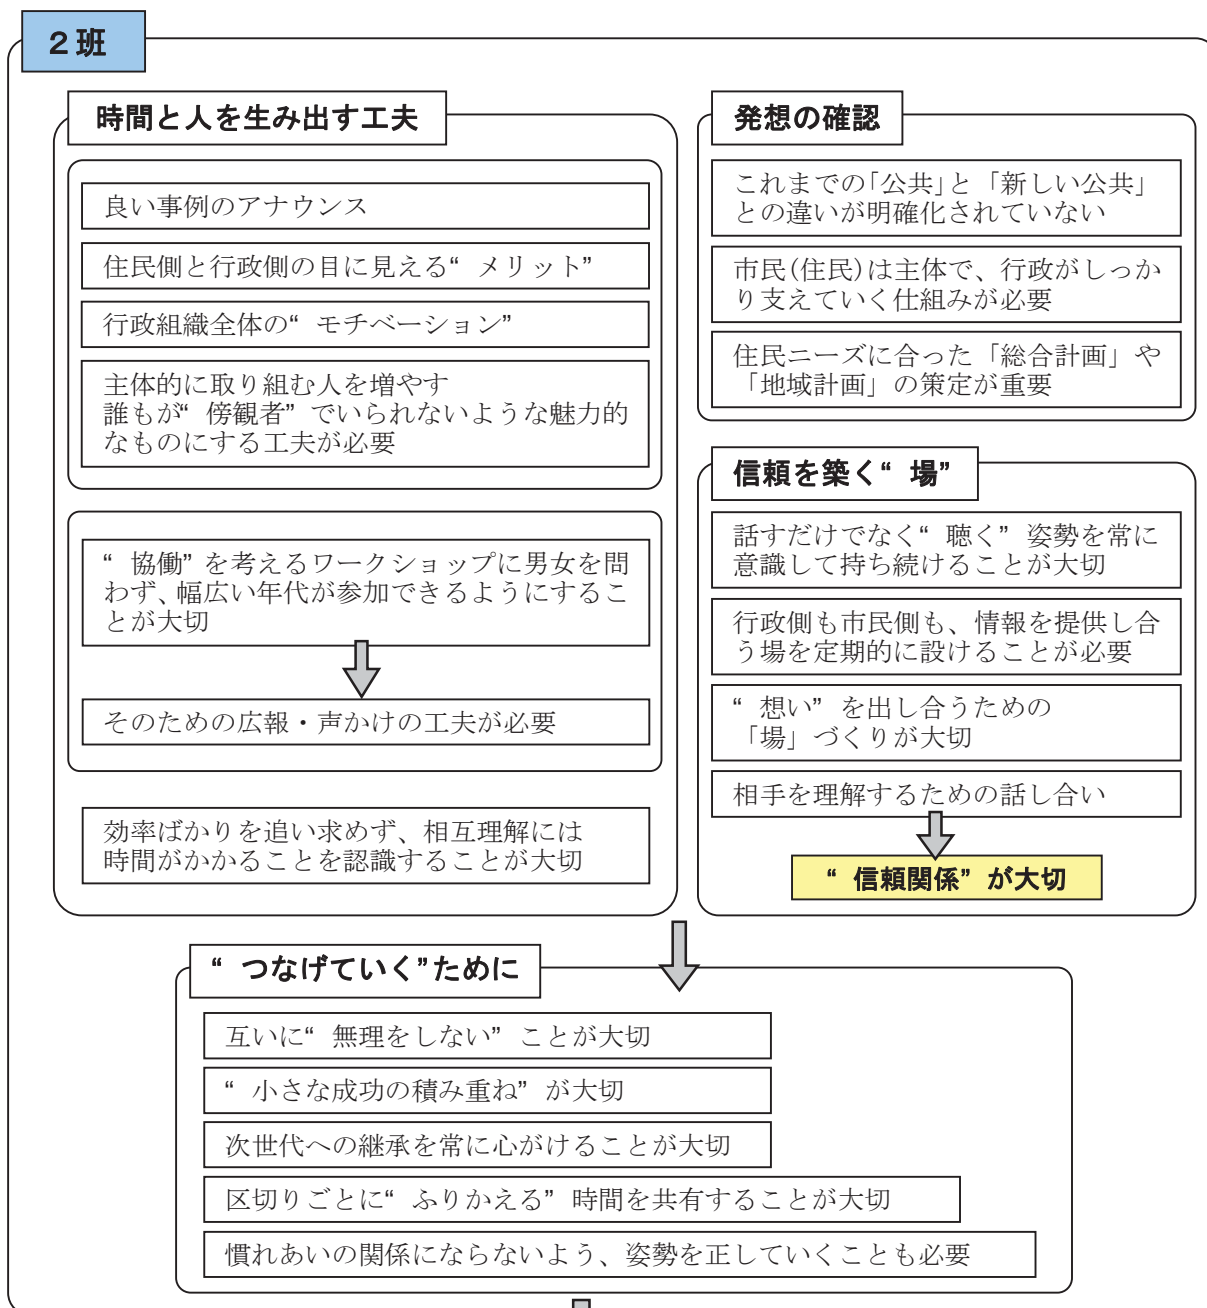 2班
時間と人を生み出す工夫
良い事例のアナウンス
住民側と行政側の目に見える“メリット”
行政組織全体の“モチベーション”
主体的に取り組む人を増やす
誰もが“傍観者”でいられないような魅力的
なものにする工夫が必要
“協働”を考えるワークショップに男女を問
わず、幅広い年代が参加できるようにするこ
とが大切
そのための広報・声かけの工夫が必要
効率ばかりを追い求めず、相互理解には
時間がかかることを認識することが大切
発想の確認
これまでの「公共」と「新しい公共」
との違いが明確化されていない
市民(住民)は主体で、行政がしっか
り支えていく仕組みが必要
住民ニーズに合った「総合計画」や
「地域計画」の策定が重要
信頼を築く“場”
話すだけでなく“聴く”姿勢を常に
意識して持ち続けることが大切
行政側も市民側も、情報を提供し合
う場を定期的に設けることが必要
“想い”を出し合うための
「場」づくりが大切
相手を理解するための話し合い
“信頼関係”が大切
“つなげていく”ために
互いに“無理をしない”ことが大切
“小さな成功の積み重ね”が大切
次世代への継承を常に心がけることが大切
区切りごとに“ふりかえる”時間を共有することが大切
慣れあいの関係にならないよう、姿勢を正していくことも必要